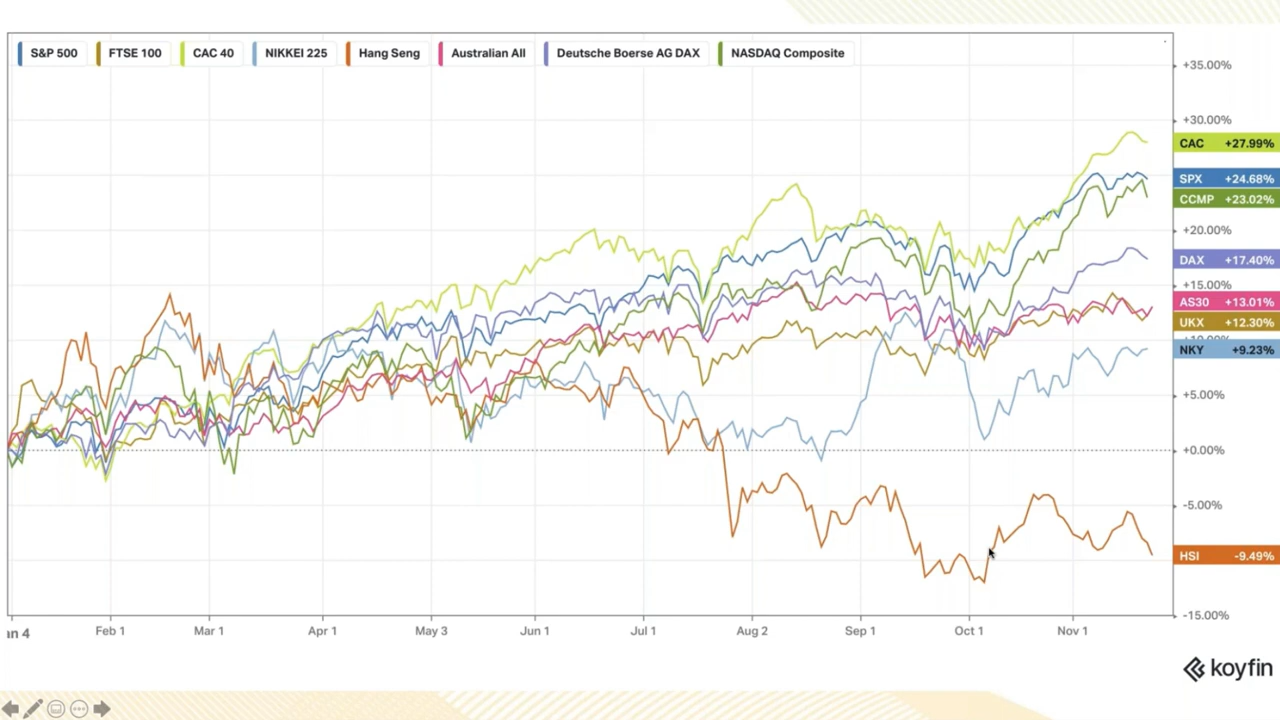 S&P 500 FTSE 100 CAC 40 NIKKEI 225 Hang Seng Australian All Deutsche Boerse AG DAX NASDAQ Composite
+35.00%
+30.00%
CAC +27.99%
SPX +24.68%
CCMP +23.02%
+20.00%
DAX +17.40%
+15.00%
AS30 +13.01%
UKX +12.30%
+10.00%
NKY +9.23%
+5.00%
+0.00%
-5.00%
HSI -9.49%
-15.00%
an 4 Feb 1 Mar 1 Apr 1 May 3 Jun 1 Jul 1 Aug 2 Sep 1 Oct 1 Nov 1
koyfin